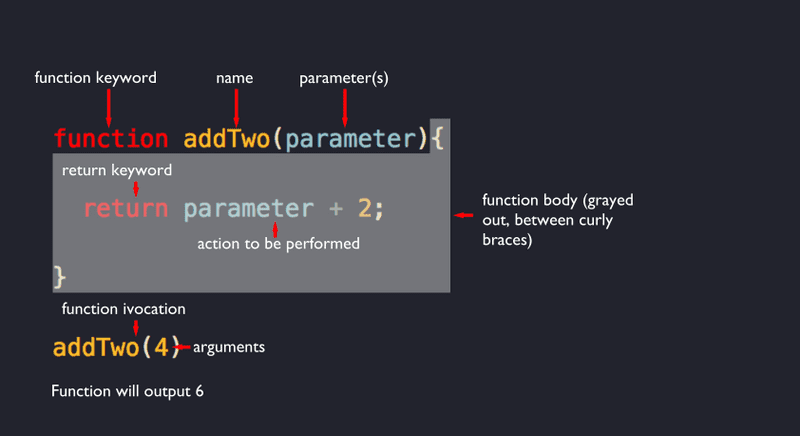 function keyword name parameter(s)
function addTwo(parameter){
return keyword
return parameter + 2;
function body (grayed
out, between curly
braces)
action to be performed
}
function ivocation
addTwo(4) arguments
Function will output 6